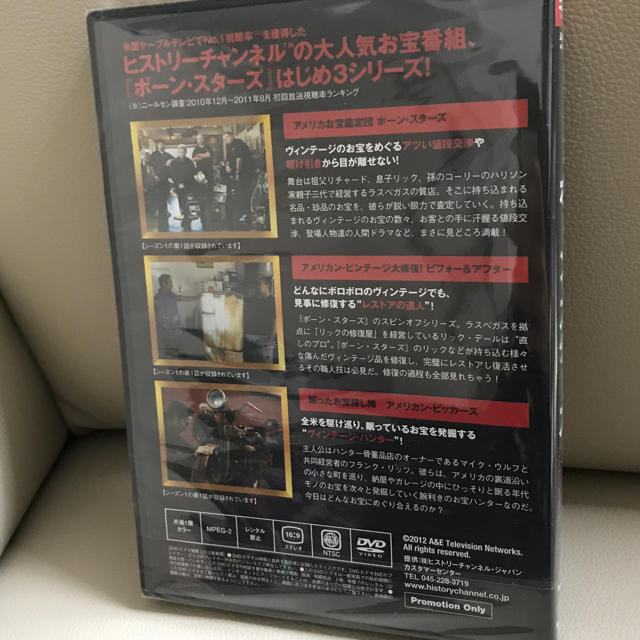 米国ケーブルテレビでNo.1視聴率(※)を獲得した
ヒストリーチャンネル™の大人気お宝番組、
『ポーン・スターズ』はじめ3シリーズ!
(※)ニールセン調査:2010年12月～2011年8月 初回放送視聴率ランキング
アメリカお宝鑑定団 ポーン・スターズ
ヴィンテージのお宝をめぐるアツい値段交渉や
駆け引きから目が離せない!
舞台は祖父リチャード、息子リック、孫のコーリーのハリソン
家親子三代で経営するラスベガスの質店。そこに持ち込まれる
名品・珍品のお宝を、彼らが鋭い眼力で査定していく。持ち込
まれるヴィンテージのお宝の数々、お客との手に汗握る値段交
渉、登場人物達の人間ドラマなど、まさに見どころ満載!
【シーズン1の第1話が収録されています】
アメリカン・ビンテージ大修復! ビフォー&アフター
どんなにボロボロのヴィンテージでも、
見事に修復する"レストアの達人"!
『ポーン・スターズ』のスピンオフシリーズ。ラスベガスを拠
点に「リックの修復屋」を経営しているリック・デールは"直
しのプロ"。『ポーン・スターズ』のリックなどが持ち込む様々
な傷んだヴィンテージ品を修復し、完璧にレストアし復活させ
るその職人技は必見だ。修復の過程も全部見れちゃう!
【シーズン1の第1話が収録されています】
眠ったお宝探し隊 アメリカン・ピッカーズ
全米を駆け巡り、眠っているお宝を発掘する
"ヴィンテージ・ハンター"!
主人公はハンター骨董品店のオーナーであるマイク・ウルフと
共同経営者のフランク・リッツ。彼らは、アメリカの裏道沿い
の小さな町を巡り、納屋やガレージの中にひっそりと眠る年代
モノのお宝を次々と発掘していく腕利きのお宝ハンターなのだ。
今日はどんなお宝にめぐり合えるのか?
【シーズン1の第1話が収録されています】
片面1層
カラー
MPEG-2
レンタル
禁止
16:9
ステレオ
NTSC
DVD
VIDEO
©2012 A&E Television Networks.
All rights reserved.
提供:㈱ヒストリーチャンネル・ジャパン
カスタマーセンター
TEL 045-228-3719
www.historychannel.co.jp
Promotion Only